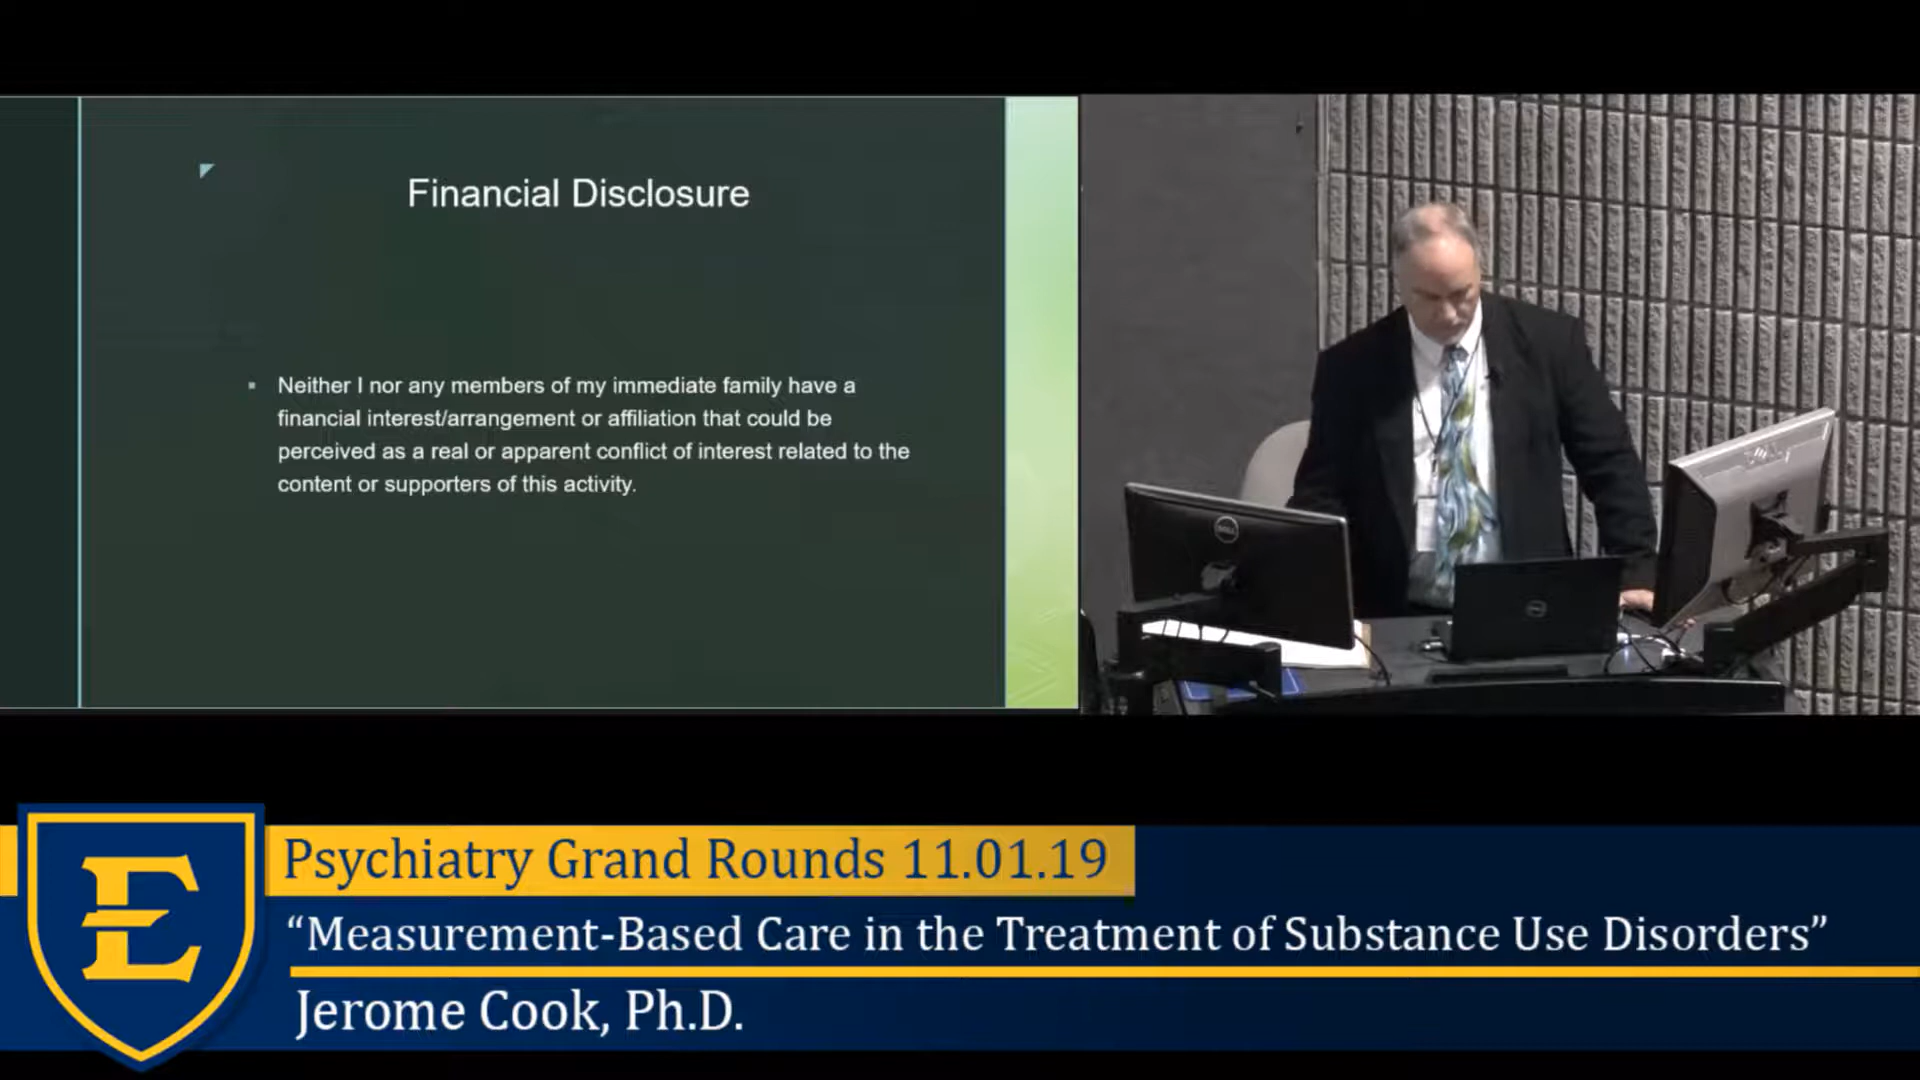 Financial Disclosure
▪ Neither I nor any members of my immediate family have a
financial interest/arrangement or affiliation that could be
perceived as a real or apparent conflict of interest related to the
content or supporters of this activity.
DELL
E
Psychiatry Grand Rounds 11.01.19
“Measurement-Based Care in the Treatment of Substance Use Disorders”
Jerome Cook, Ph.D.